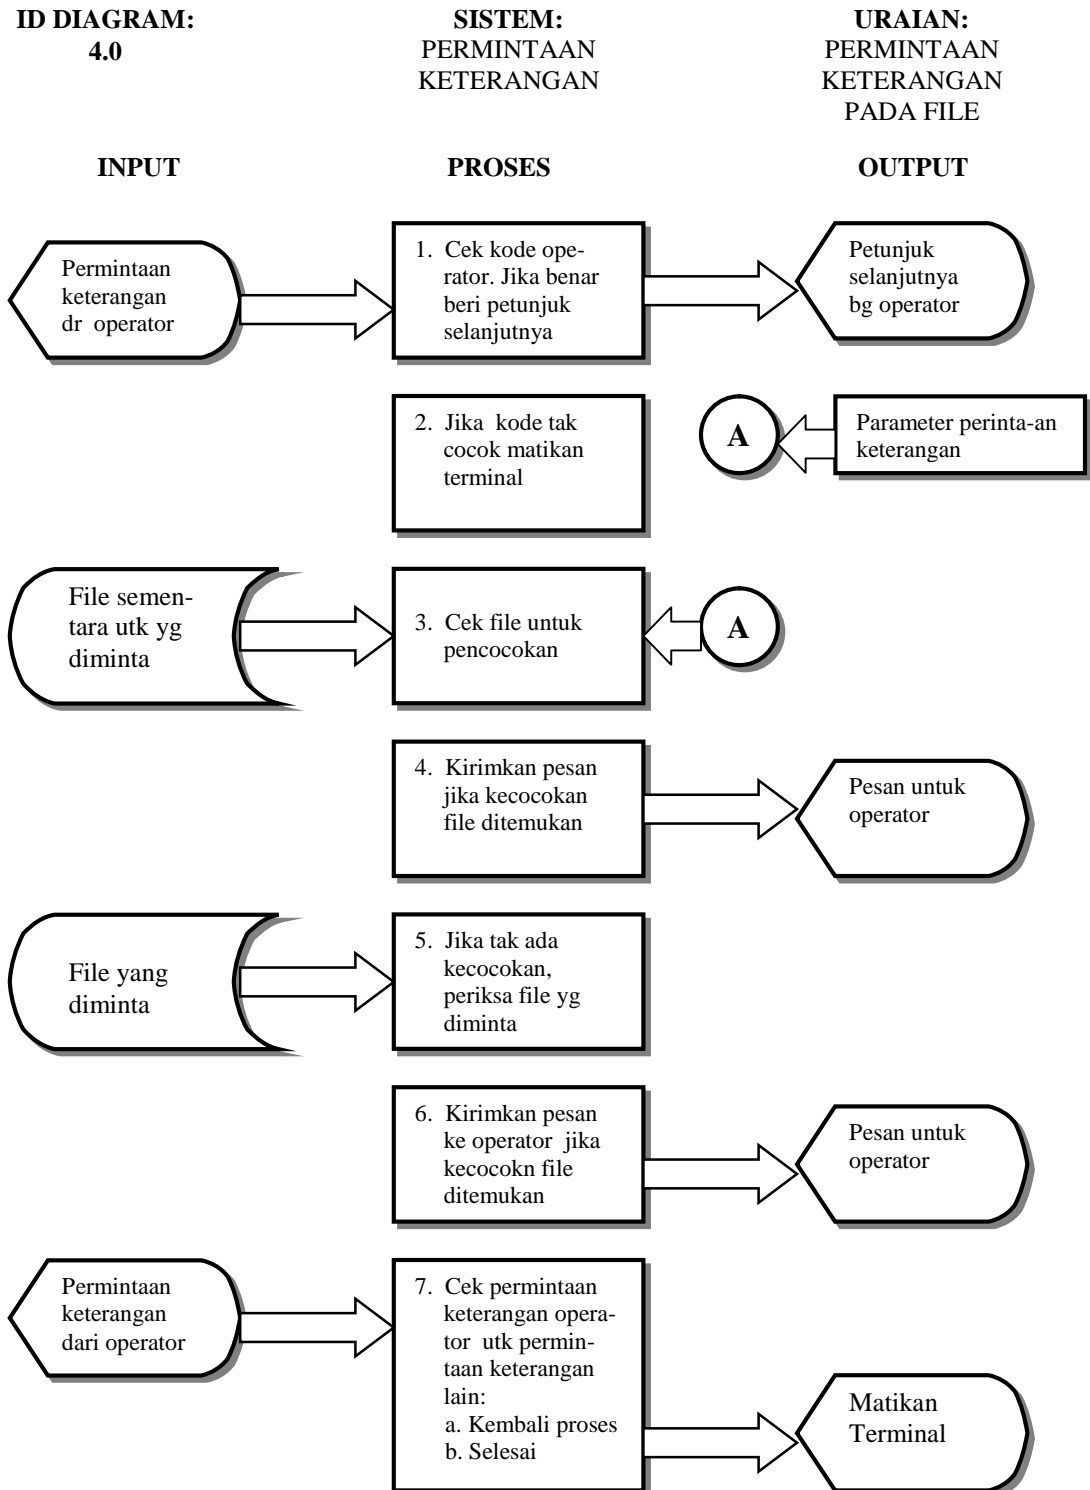 ID DIAGRAM:
4.0
SISTEM:
PERMINTAAN
KETERANGAN
URAIAN:
PERMINTAAN
KETERANGAN
PADA FILE
INPUT
PROSES
OUTPUT
Permintaan
keterangan
dr operator
1. Cek kode ope-
rator. Jika benar
beri petunjuk
selanjutnya
Petunjuk
selanjutnya
bg operator
2. Jika kode tak
cocok matikan
terminal
A
Parameter perinta-an
keterangan
File semen-
tara utk yg
diminta
3. Cek file untuk
pencocokan
A
4. Kirimkan pesan
jika kecocokan
file ditemukan
Pesan untuk
operator
File yang
diminta
5. Jika tak ada
kecocokan,
periksa file yg
diminta
6. Kirimkan pesan
ke operator jika
kecocokn file
ditemukan
Pesan untuk
operator
Permintaan
keterangan
dari operator
7. Cek permintaan
keterangan opera-
tor utk permin-
taan keterangan
lain:
a. Kembali proses
b. Selesai
Matikan
Terminal